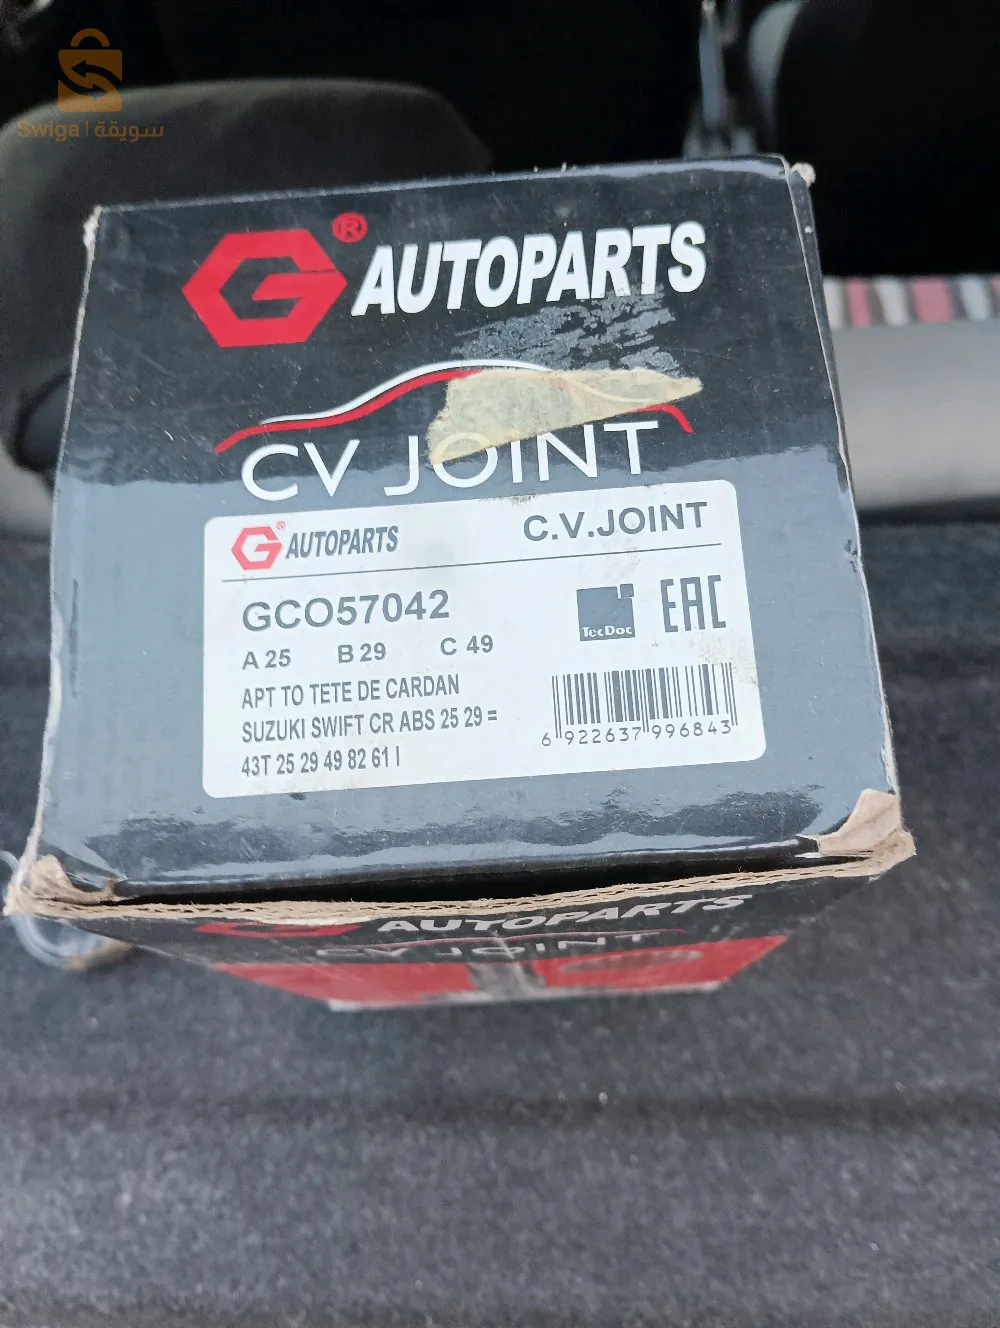 Swiga | سويقة
G® AUTOPARTS
CV JOINT
G® AUTOPARTS C.V.JOINT
GCO57042
TecDoc
EAC
A 25 B 29 C 49
APT TO TETE DE CARDAN
SUZUKI SWIFT CR ABS 25 29 =
43T 25 29 49 82 61 I
6 922637 996843
AUTOPARTS
CV JOINT